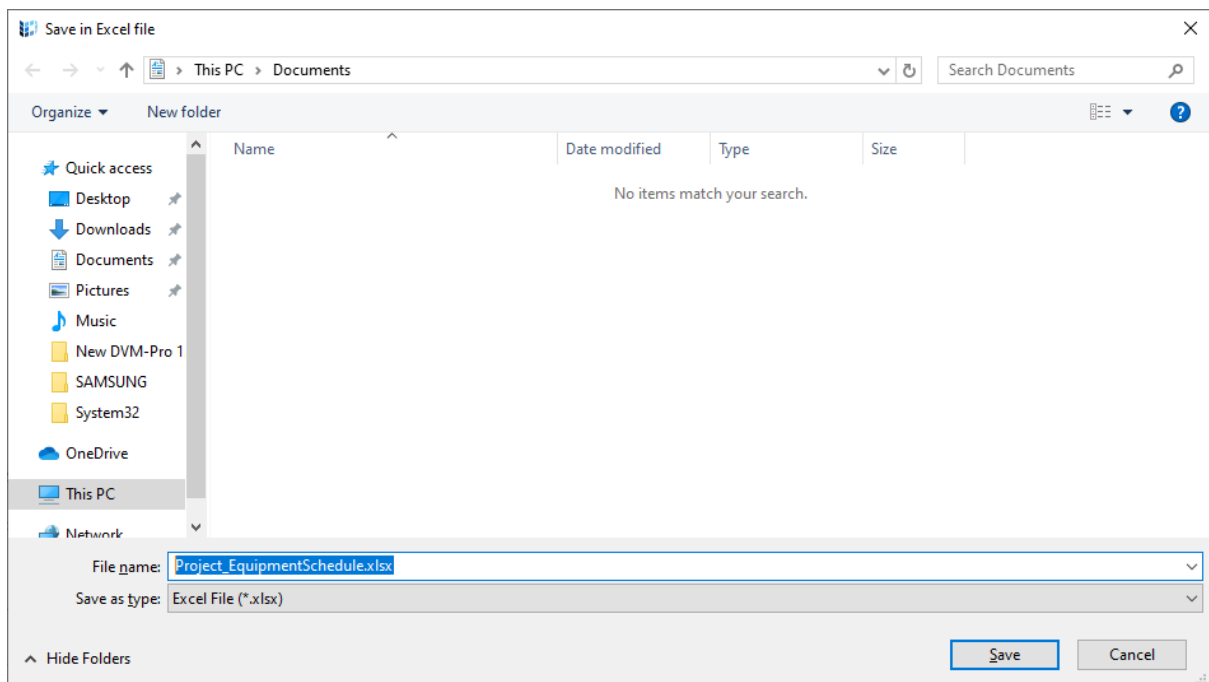 Save in Excel file
This PC > Documents
Search Documents
Organize
New folder
Name
Date modified
Type
Size
Quick access
No items match your search.
Desktop
Downloads
Documents
Pictures
Music
New DVM-Pro 1
SAMSUNG
System32
OneDrive
This PC
Network
File name: Project_EquipmentSchedule.xlsx
Save as type: Excel File (*.xlsx)
Hide Folders
Save
Cancel